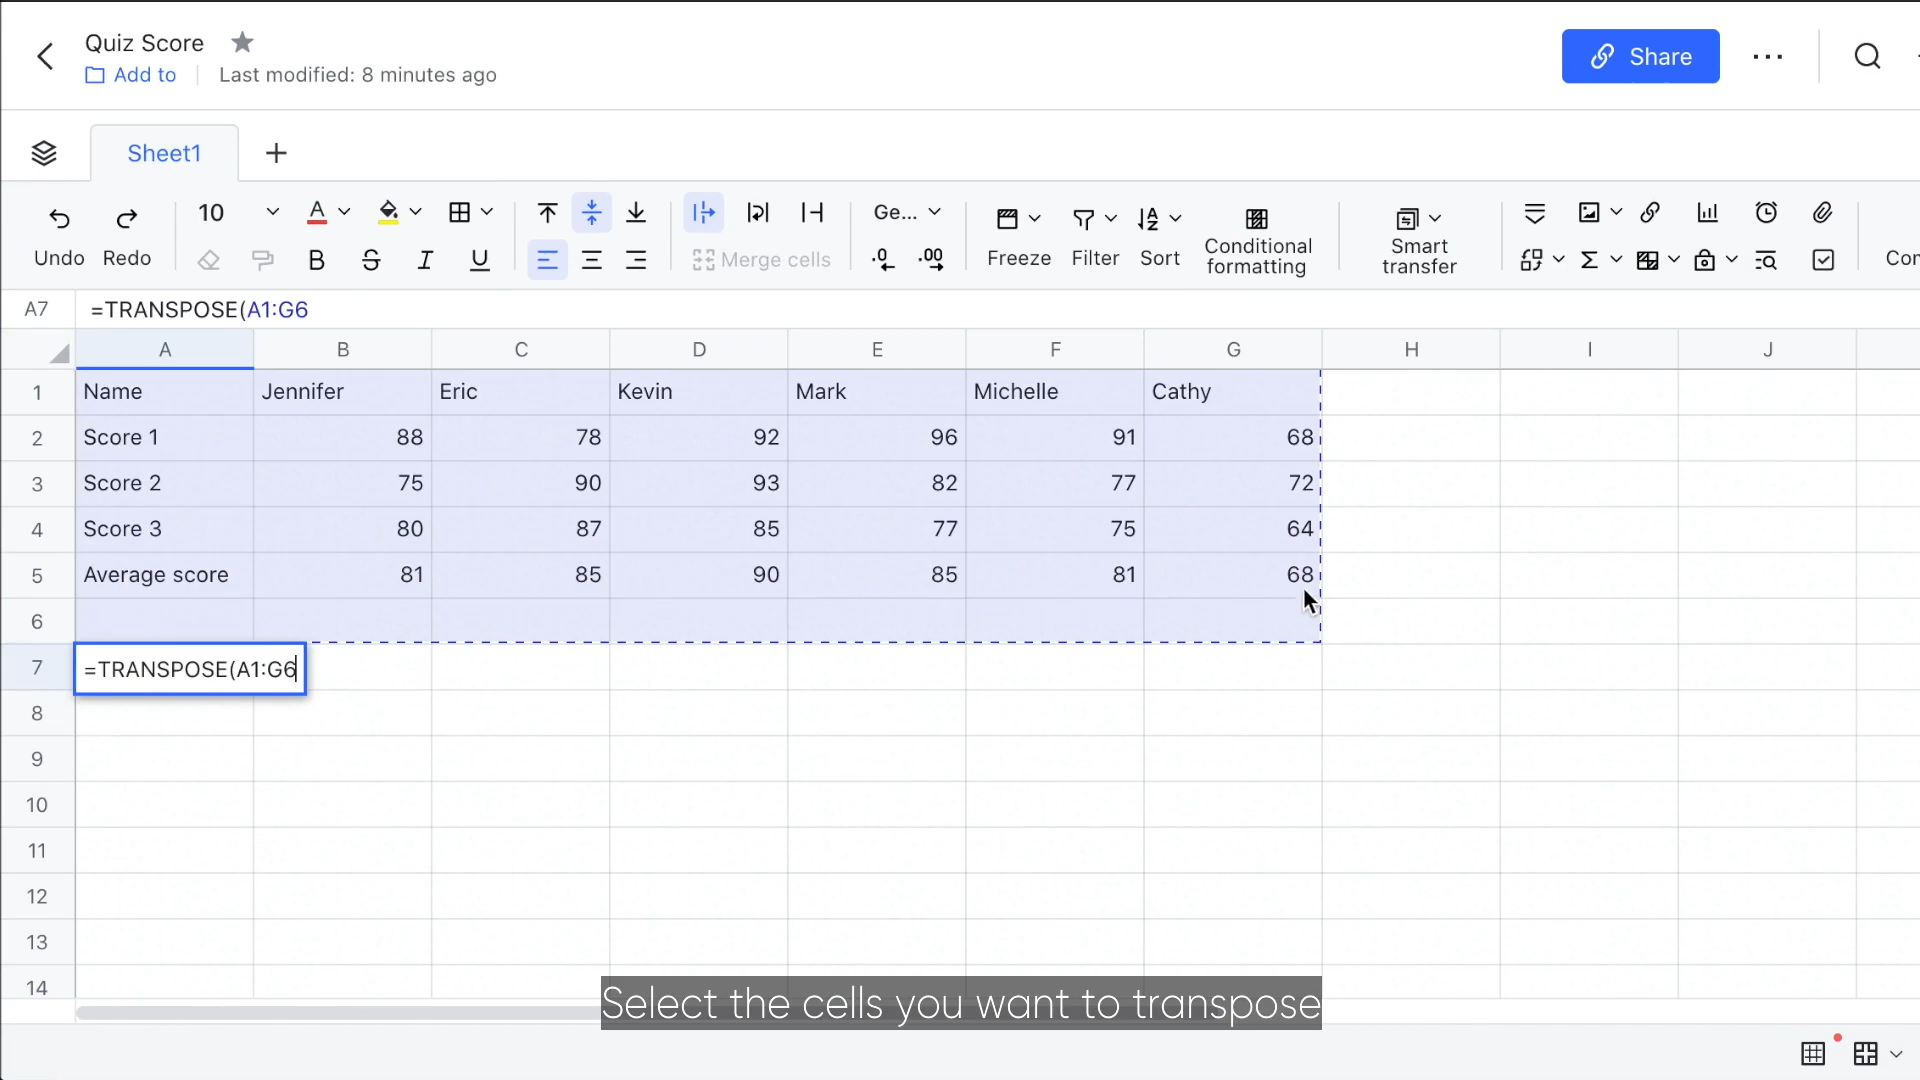 Quiz Score
Add to Last modified: 8 minutes ago
Share
Sheet1
10 Ge...
Undo Redo Merge cells .0 .00 Freeze Filter Sort Conditional formatting Smart transfer
A7 =TRANSPOSE(A1:G6
A B C D E F G H I J
1 Name Jennifer Eric Kevin Mark Michelle Cathy
2 Score 1 88 78 92 96 91 68
3 Score 2 75 90 93 82 77 72
4 Score 3 80 87 85 77 75 64
5 Average score 81 85 90 85 81 68
6
7 =TRANSPOSE(A1:G6
8
9
10
11
12
13
14
Select the cells you want to transpose